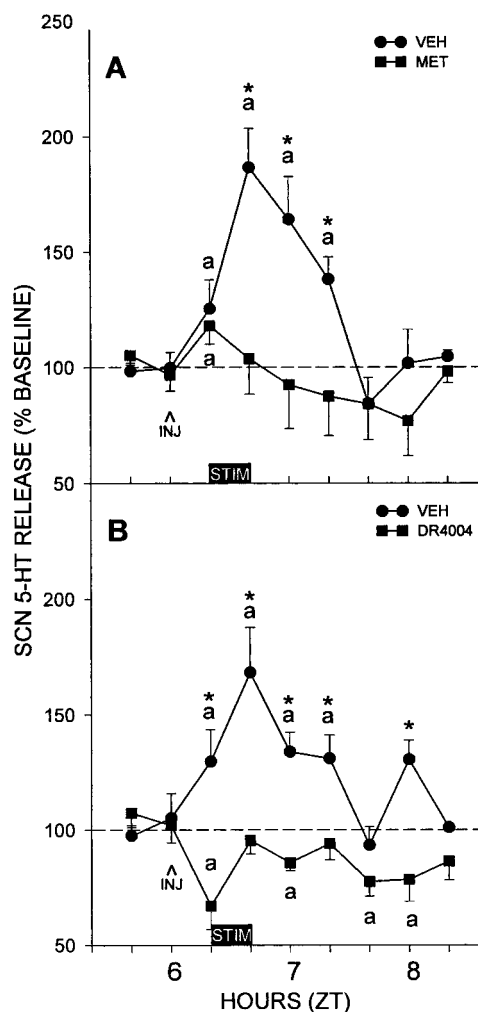 250
A
VEH
MET
*
a
*
a
200
*
a
150
a
a
100
^
INJ
STIM
50
SCN 5-HT RELEASE (% BASELINE)
B
VEH
DR4004
200
*
a
*
a
*
a
*
a
*
150
100
^
INJ
a
a
a
a
STIM
50
6
7
8
HOURS (ZT)